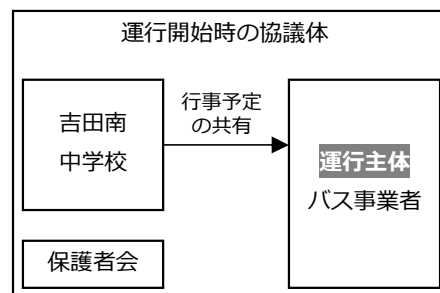 運行開始時の協議体
吉田南
中学校
行事予定
の共有
運行主体
バス事業者
保護者会